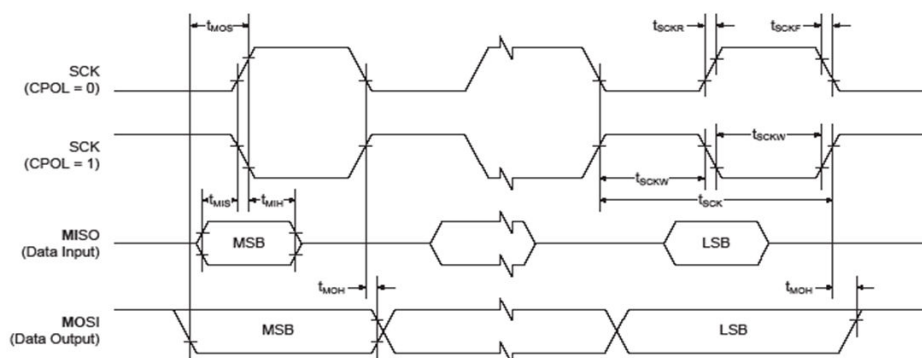 tMOS
tSCKR
tSCKF
SCK
(CPOL = 0)
SCK
(CPOL = 1)
tSCKW
tSCKW
tSCK
tMIS
tMIH
MISO
(Data Input)
MSB
LSB
tMOH
tMOH
MOSI
(Data Output)
MSB
LSB